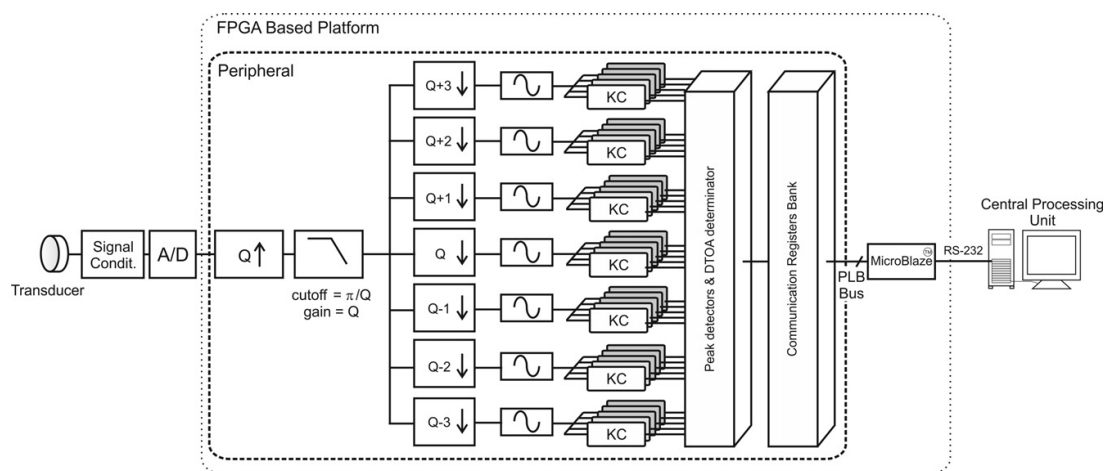 FPGA Based Platform
Peripheral
Transducer
Signal
Condit.
A/D
Q ↑
cutoff = π/Q
gain = Q
Q+3 ↓
KC
Q+2 ↓
KC
Q+1 ↓
KC
Q ↓
KC
Q-1 ↓
KC
Q-2 ↓
KC
Q-3 ↓
KC
Peak detectors & DTOA determinator
Communication Registers Bank
PLB
Bus
MicroBlaze
RS-232
Central Processing
Unit